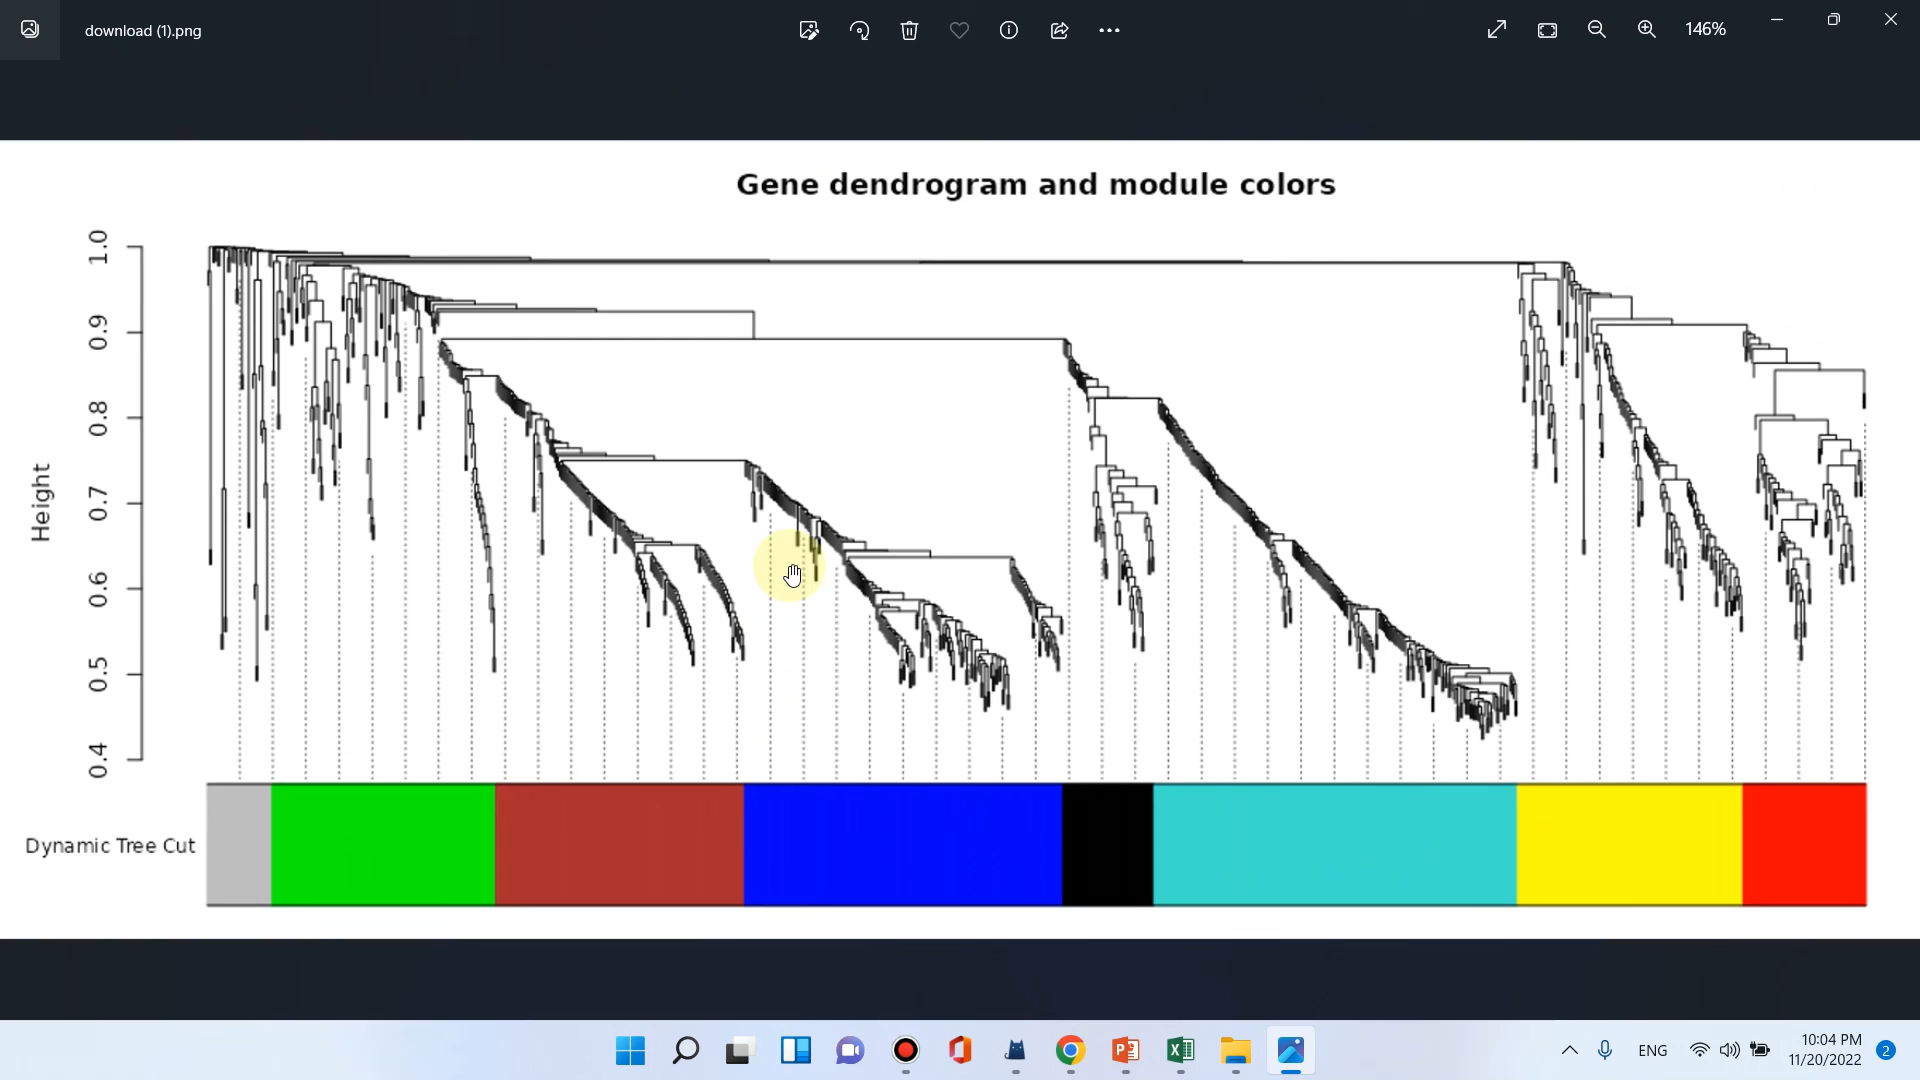 download (1).png
146%
Gene dendrogram and module colors
1.0
0.9
0.8
0.7
0.6
0.5
0.4
Height
Dynamic Tree Cut
ENG
10:04 PM
11/20/2022
2